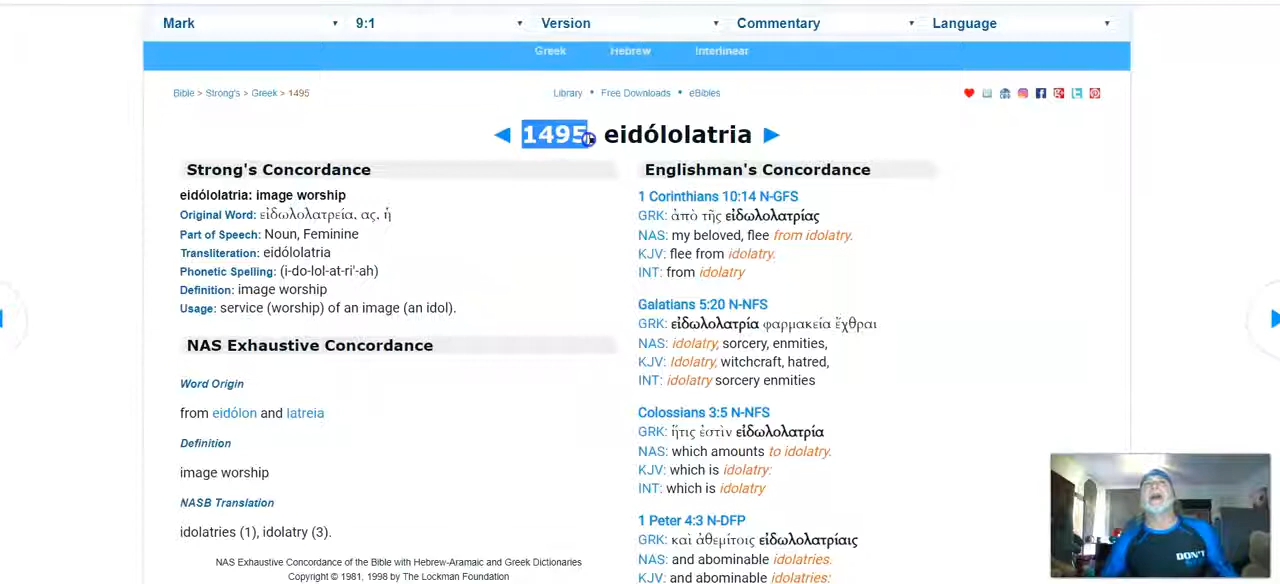 Mark 9:1 Version Commentary Language
Greek Hebrew Interlinear
Bible > Strong's > Greek > 1495
Library • Free Downloads • eBibles
◄ 1495 eidólolatria ►
Strong's Concordance
eidólolatria: image worship
Original Word: εἰδωλολατρεία, ας, ἡ
Part of Speech: Noun, Feminine
Transliteration: eidólolatria
Phonetic Spelling: (i-do-lol-at-ri'-ah)
Definition: image worship
Usage: service (worship) of an image (an idol).
NAS Exhaustive Concordance
Word Origin
from eidólon and latreia
Definition
image worship
NASB Translation
idolatries (1), idolatry (3).
NAS Exhaustive Concordance of the Bible with Hebrew-Aramaic and Greek Dictionaries
Copyright © 1981, 1998 by The Lockman Foundation
Englishman's Concordance
1 Corinthians 10:14 N-GFS
GRK: ἀπὸ τῆς εἰδωλολατρίας
NAS: my beloved, flee from idolatry.
KJV: flee from idolatry.
INT: from idolatry
Galatians 5:20 N-NFS
GRK: εἰδωλολατρία φαρμακεία ἔχθραι
NAS: idolatry, sorcery, enmities,
KJV: Idolatry, witchcraft, hatred,
INT: idolatry sorcery enmities
Colossians 3:5 N-NFS
GRK: ἥτις ἐστὶν εἰδωλολατρία
NAS: which amounts to idolatry.
KJV: which is idolatry:
INT: which is idolatry
1 Peter 4:3 N-DFP
GRK: καὶ ἀθεμίτοις εἰδωλολατρίαις
NAS: and abominable idolatries.
KJV: and abominable idolatries:
DON'T